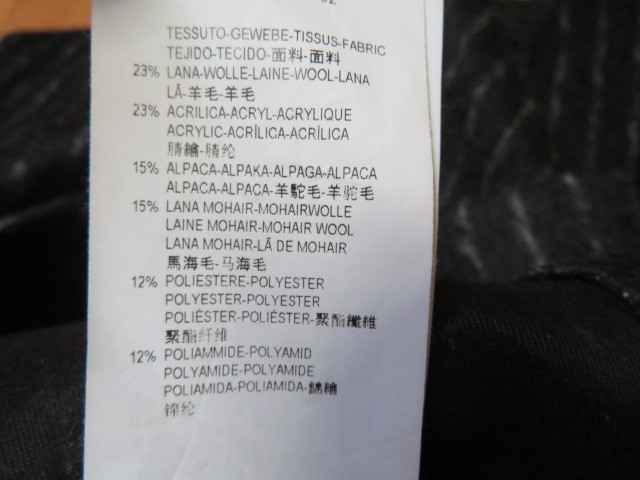 TESSUTO-GEWEBE-TISSUS-FABRIC
TEJIDO-TECIDO-面料-面料
23% LANA-WOLLE-LAINE-WOOL-LANA
LÃ-羊毛-羊毛
23% ACRILICA-ACRYL-ACRYLIQUE
ACRYLIC-ACRÍLICA-ACRÍLICA
腈繪-腈纶
15% ALPACA-ALPAKA-ALPAGA-ALPACA
ALPACA-ALPACA-羊駝毛-羊驼毛
15% LANA MOHAIR-MOHAIRWOLLE
LAINE MOHAIR-MOHAIR WOOL
LANA MOHAIR-LÃ DE MOHAIR
馬海毛-马海毛
12% POLIESTERE-POLYESTER
POLYESTER-POLYESTER
POLIÉSTER-POLIÉSTER-聚酯纖維
聚酯纤维
12% POLIAMMIDE-POLYAMID
POLYAMIDE-POLYAMIDE
POLIAMIDA-POLIAMIDA-錦繪
锦纶